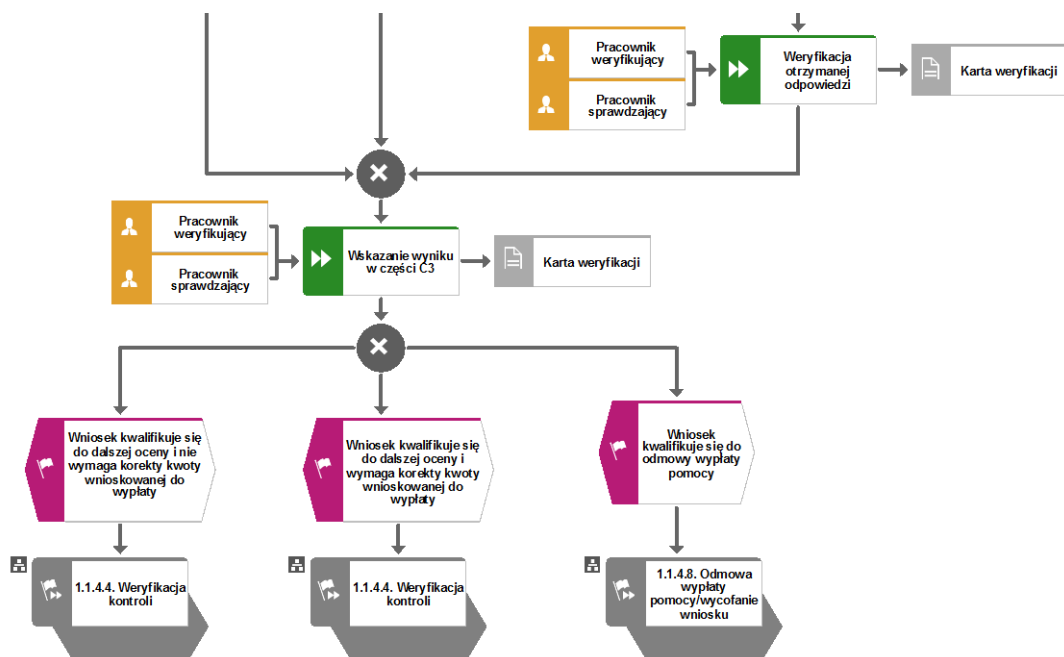 Pracownik
weryfikujący
Pracownik
sprawdzający
Weryfikacja
otrzymanej
odpowiedzi
Karta weryfikacji
Pracownik
weryfikujący
Pracownik
sprawdzający
Wskazanie wyniku
w części C3
Karta weryfikacji
Wniosek kwalifikuje się
do dalszej oceny i nie
wymaga korekty kwoty
wnioskowanej do
wypłaty
Wniosek kwalifikuje się
do dalszej oceny i
wymaga korekty kwoty
wnioskowanej do
wypłaty
Wniosek
kwalifikuje się do
odmowy wypłaty
pomocy
1.1.4.4. Weryfikacja
kontroli
1.1.4.4. Weryfikacja
kontroli
1.1.4.8. Odmowa
wypłaty
pomocy/wycofanie
wniosku